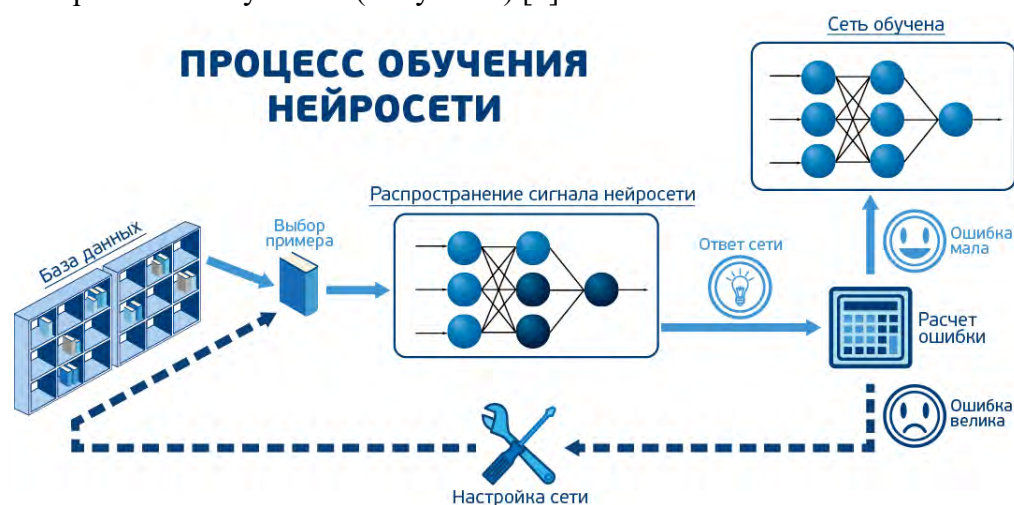 Сеть обучена
ПРОЦЕСС ОБУЧЕНИЯ
НЕЙРОСЕТИ
Распространение сигнала нейросети
База данных
Выбор
примера
Ответ сети
Ошибка
мала
Расчет
ошибки
Ошибка
велика
Настройка сети